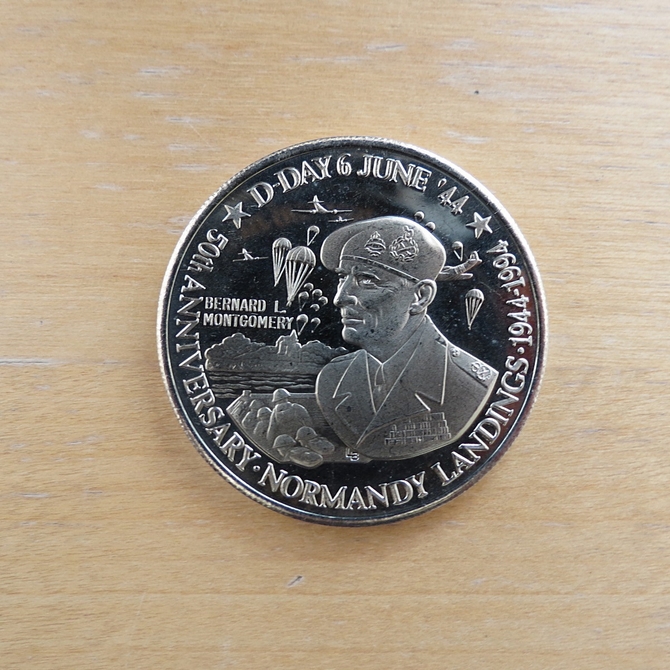 D-DAY 6 JUNE '44
BERNARD L.
MONTGOMERY
50th ANNIVERSARY · NORMANDY LANDINGS · 1944-1994